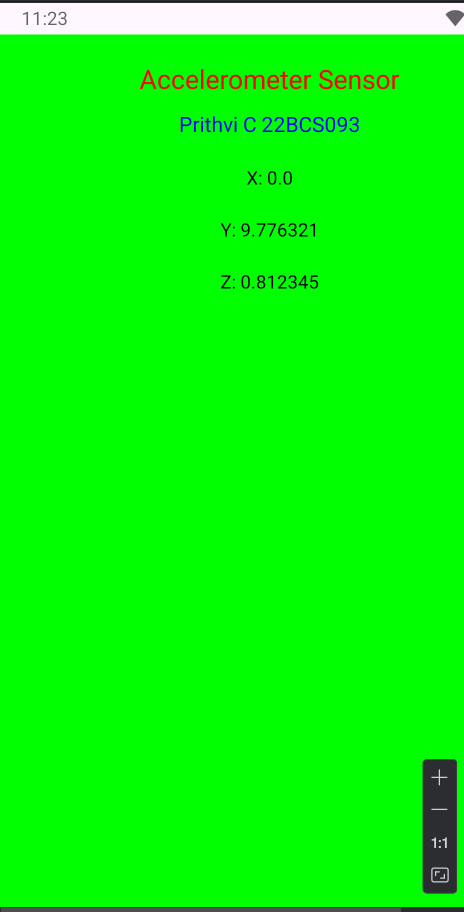 11:23
Accelerometer Sensor
Prithvi C 22BCS093
X: 0.0
Y: 9.776321
Z: 0.812345
1:1